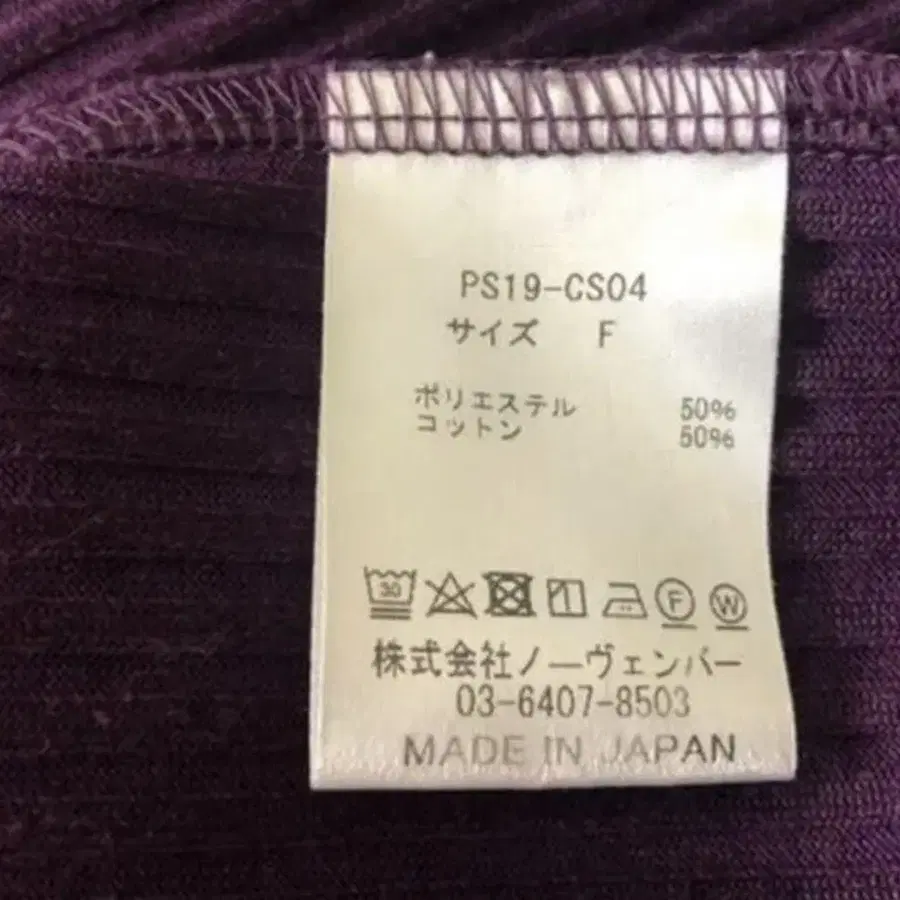 PS19-CS04
サイズ F
ポリエステル 50%
コットン 50%
30 F W
株式会社ノーヴェンバー
03-6407-8503
MADE IN JAPAN